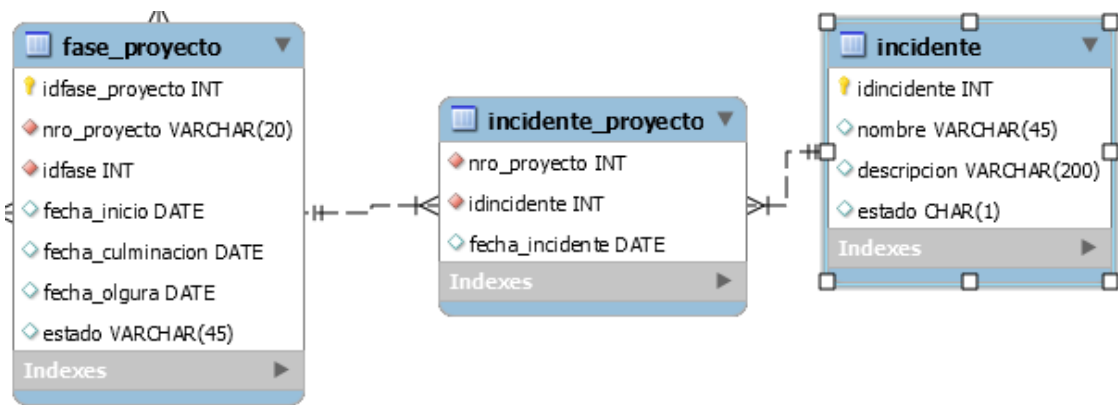 fase_proyecto
idfase_proyecto INT
nro_proyecto VARCHAR(20)
idfase INT
fecha_inicio DATE
fecha_culminacion DATE
fecha_olgura DATE
estado VARCHAR(45)
Indexes
incidente_proyecto
nro_proyecto INT
idincidente INT
fecha_incidente DATE
Indexes
incidente
idincidente INT
nombre VARCHAR(45)
descripcion VARCHAR(200)
estado CHAR(1)
Indexes